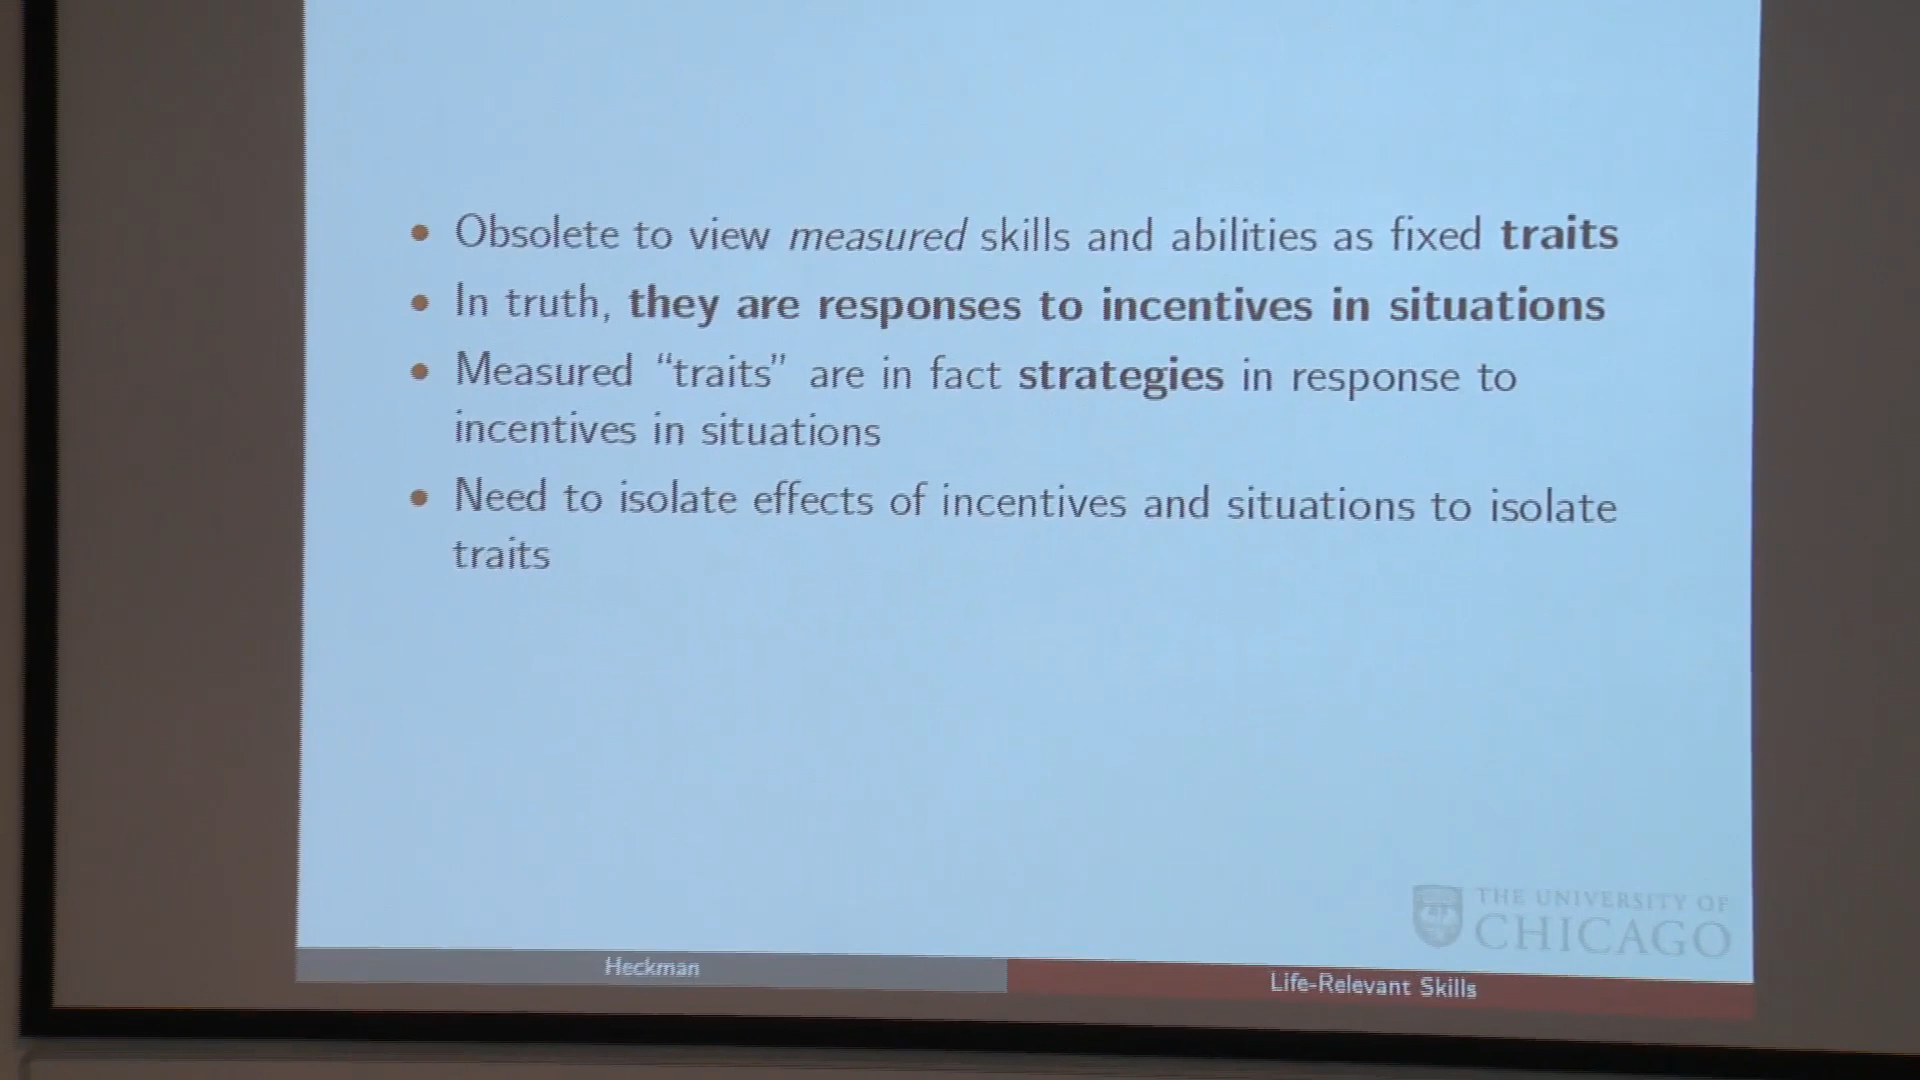 Obsolete to view measured skills and abilities as fixed traits
In truth, they are responses to incentives in situations
Measured “traits” are in fact strategies in response to
incentives in situations
Need to isolate effects of incentives and situations to isolate
traits
THE UNIVERSITY OF
CHICAGO
Heckman
Life-Relevant Skills